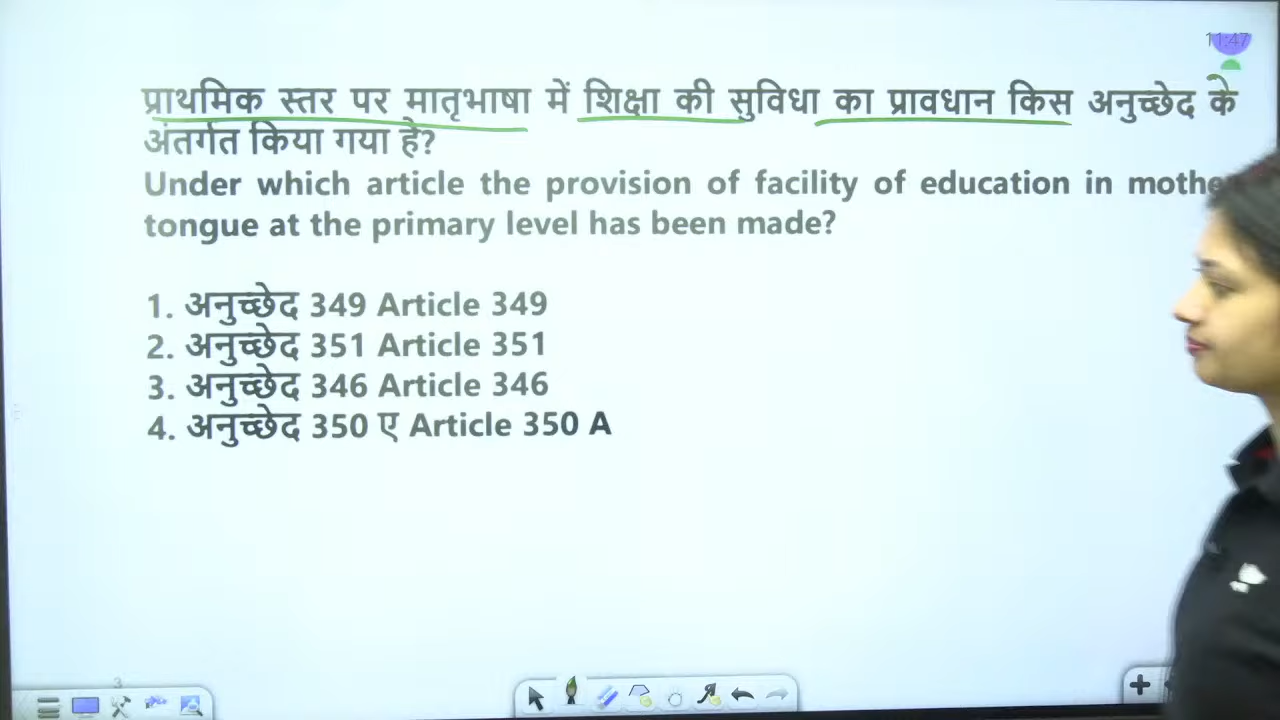 11:47
प्राथमिक स्तर पर मातृभाषा में शिक्षा की सुविधा का प्रावधान किस अनुच्छेद के
अंतर्गत किया गया है?
Under which article the provision of facility of education in mothe
tongue at the primary level has been made?
1. अनुच्छेद 349 Article 349
2. अनुच्छेद 351 Article 351
3. अनुच्छेद 346 Article 346
4. अनुच्छेद 350 ए Article 350 A
3